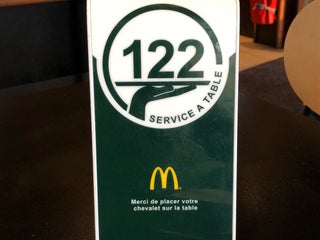 122
SERVICE A TABLE
M
Merci de placer votre
chevalet sur la table